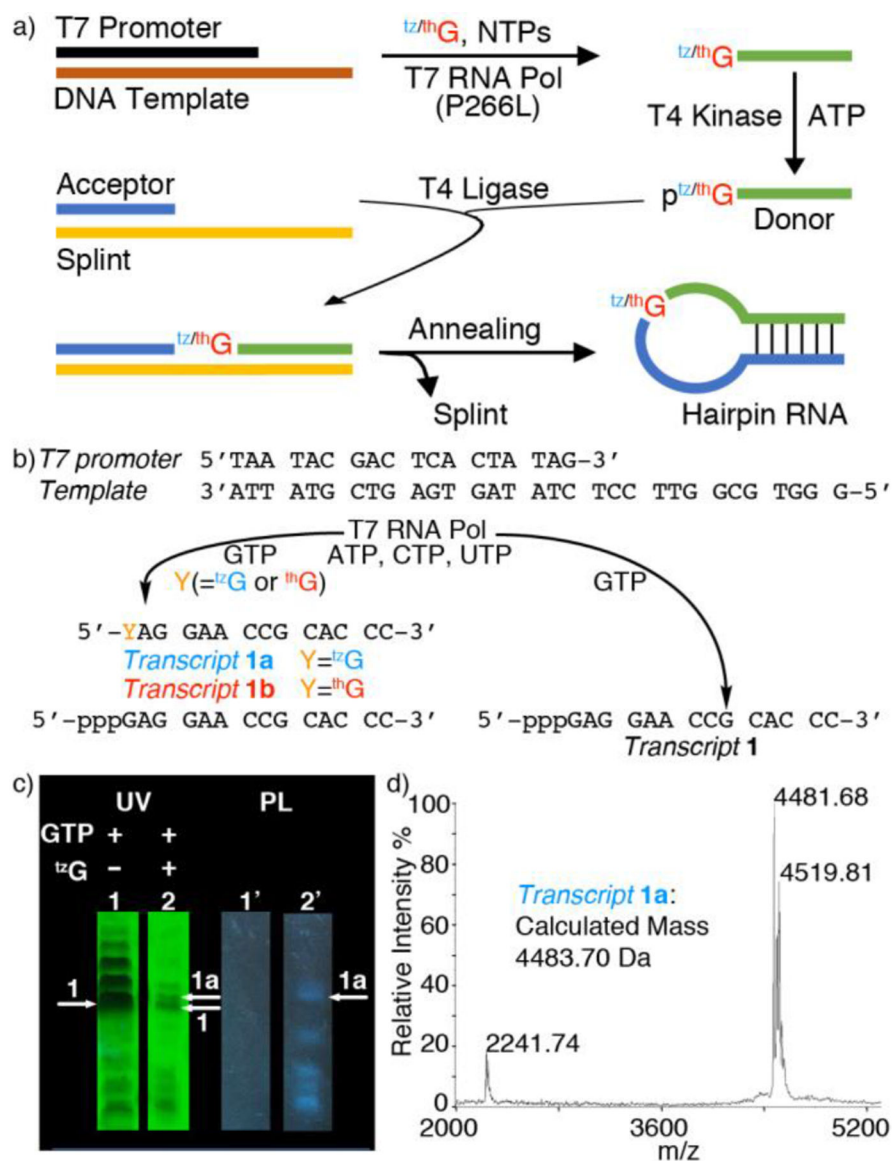 a)
T7 Promoter
DNA Template
tz/thG, NTPs
T7 RNA Pol
(P266L)
tz/thG
T4 Kinase ATP
ptz/thG
Donor
Acceptor
Splint
T4 Ligase
tz/thG
Annealing
Splint
tz/thG
Hairpin RNA
b) T7 promoter 5′TAA TAC GAC TCA CTA TAG-3′
Template 3′ATT ATG CTG AGT GAT ATC TCC TTG GCG TGG G-5′
T7 RNA Pol
GTP ATP, CTP, UTP
Y(=tzG or thG)
GTP
5′-YAG GAA CCG CAC CC-3′
Transcript 1a Y=tzG
Transcript 1b Y=thG
5′-pppGAG GAA CCG CAC CC-3′
5′-pppGAG GAA CCG CAC CC-3′
Transcript 1
c)
UV PL
GTP + +
tzG - +
1 2 1' 2'
1
1a
1
1a
d)
Relative Intensity %
100
80
60
40
20
0
4481.68
4519.81
Transcript 1a:
Calculated Mass
4483.70 Da
2241.74
2000 3600 5200
m/z